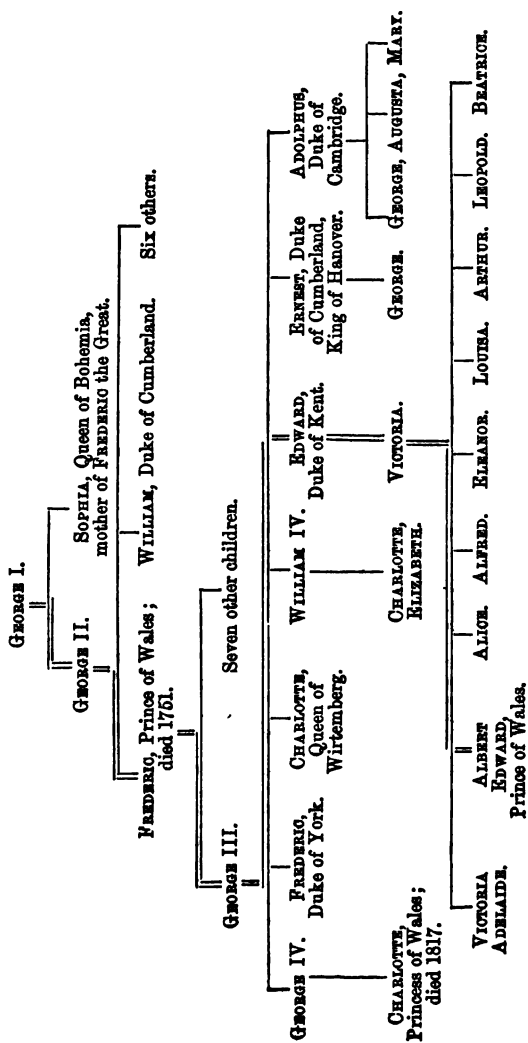 GEORGE I.
GEORGE II.
SOPHIA, Queen of Bohemia,
mother of FREDERIC the Great.
FREDERIC, Prince of Wales;
died 1751.
WILLIAM, Duke of Cumberland.
Six others.
GEORGE III.
Seven other children.
GEORGE IV.
FREDERIC,
Duke of York.
CHARLOTTE,
Queen of
Wirtemberg.
WILLIAM IV.
EDWARD,
Duke of Kent.
ERNEST, Duke
of Cumberland,
King of Hanover.
ADOLPHUS,
Duke of
Cambridge.
CHARLOTTE,
Princess of Wales;
died 1817.
CHARLOTTE,
ELIZABETH.
VICTORIA.
GEORGE.
GEORGE, AUGUSTA, MARY.
VICTORIA
ADELAIDE.
ALBERT
EDWARD,
Prince of Wales.
ALICE.
ALFRED.
ELEANOR.
LOUISA.
ARTHUR.
LEOPOLD.
BEATRICE.